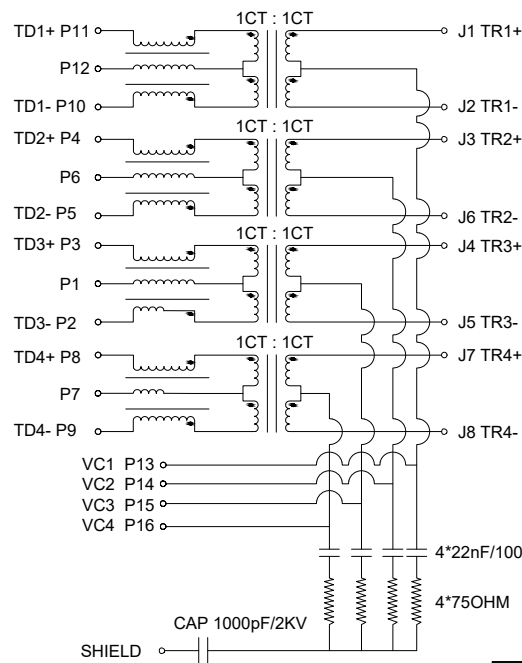 1CT : 1CT
TD1+ P11 J1 TR1+
P12
TD1- P10 J2 TR1-
1CT : 1CT
TD2+ P4 J3 TR2+
P6
TD2- P5 J6 TR2-
1CT : 1CT
TD3+ P3 J4 TR3+
P1
TD3- P2 J5 TR3-
1CT : 1CT
TD4+ P8 J7 TR4+
P7
TD4- P9 J8 TR4-
VC1 P13
VC2 P14
VC3 P15
VC4 P16
4*22nF/100
4*75OHM
CAP 1000pF/2KV
SHIELD